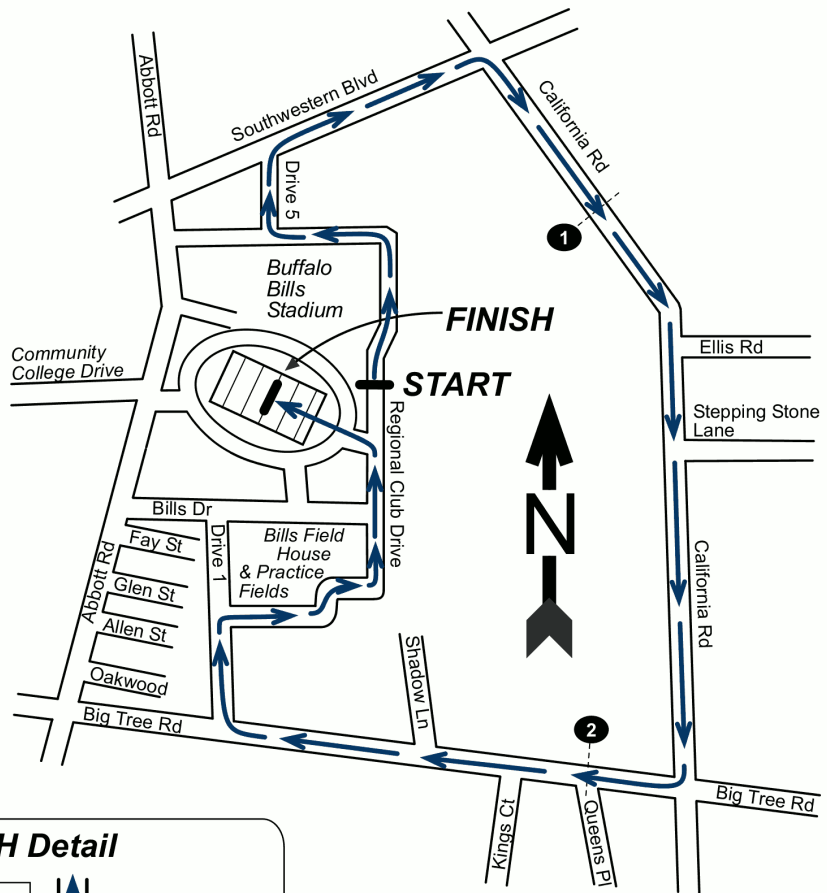 Abbott Rd
Southwestern Blvd
California Rd
Drive 5
1
Buffalo
Bills
Stadium
FINISH
Community
College Drive
Ellis Rd
START
Stepping Stone
Lane
Regional Club Drive
N
Bills Dr
Drive 1
Bills Field
House
& Practice
Fields
Fay St
Abbott Rd
Glen St
Allen St
California Rd
Shadow Ln
Oakwood
Big Tree Rd
2
Big Tree Rd
Kings Ct
Queens Pl
H Detail